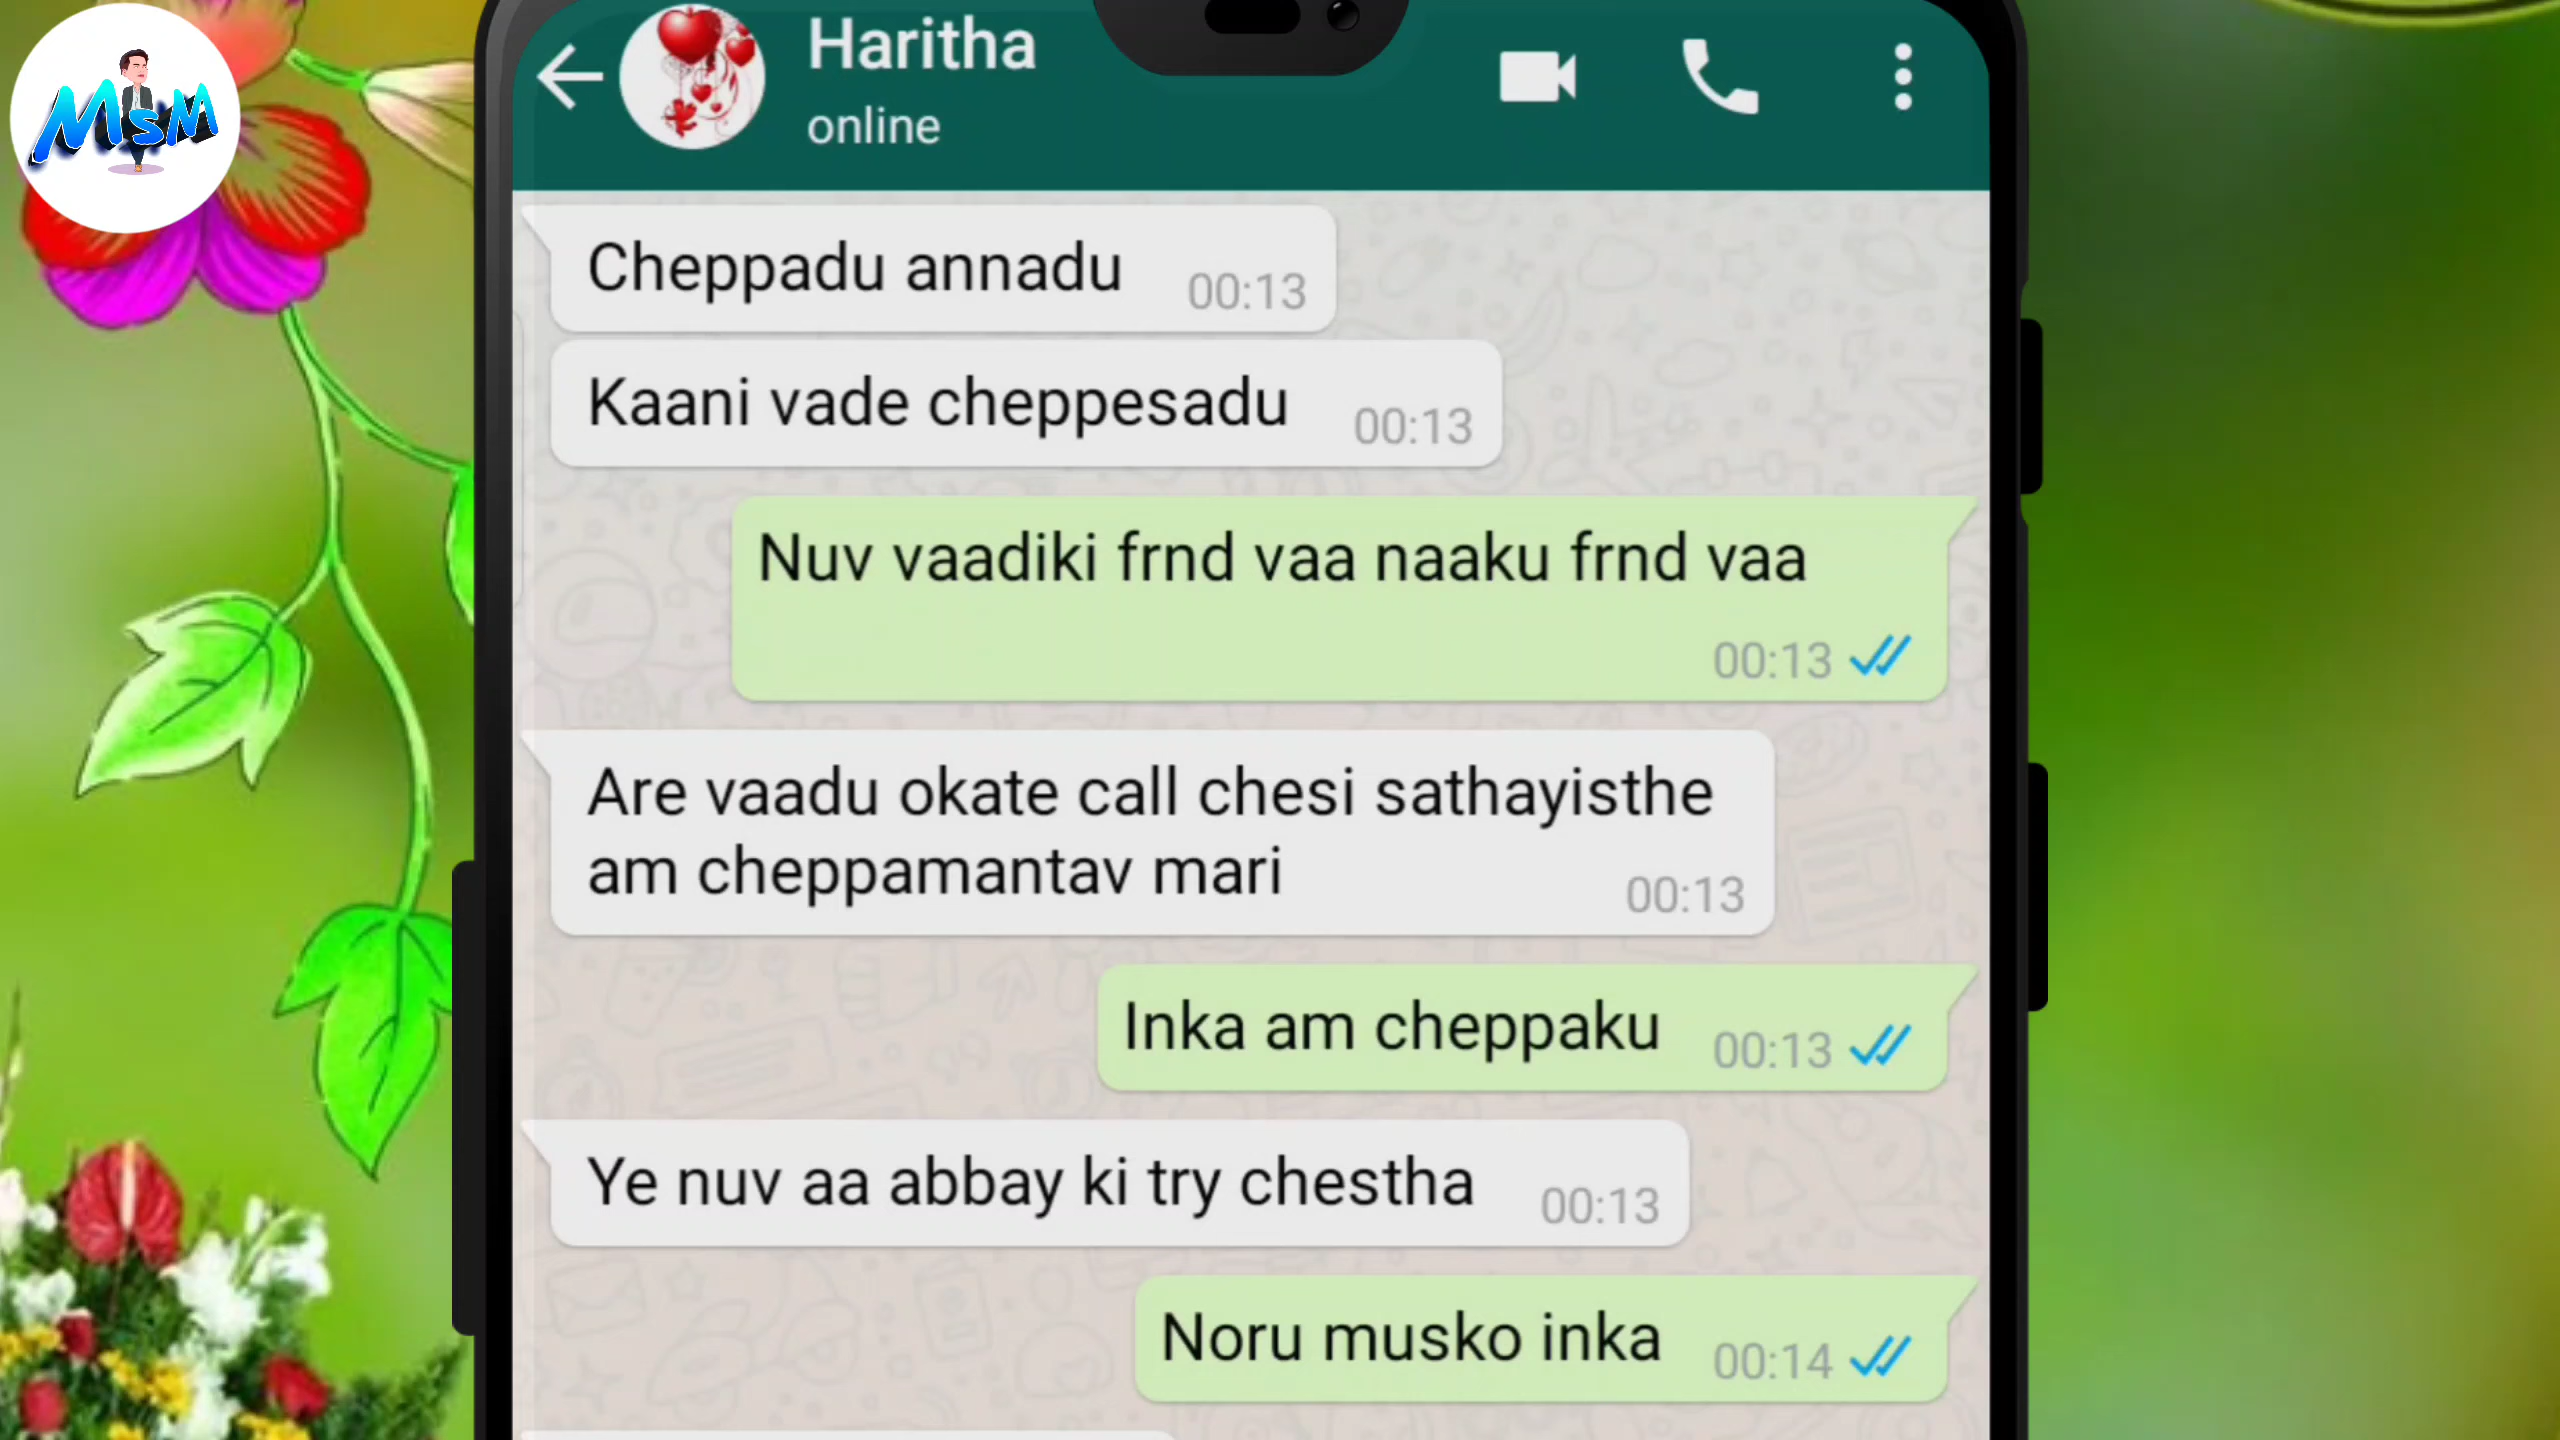 MSM
Haritha
online
Cheppadu annadu 00:13
Kaani vade cheppesadu 00:13
Nuv vaadiki frnd vaa naaku frnd vaa
00:13
Are vaadu okate call chesi sathayisthe
am cheppamantav mari 00:13
Inka am cheppaku 00:13
Ye nuv aa abbay ki try chestha 00:13
Noru musko inka 00:14